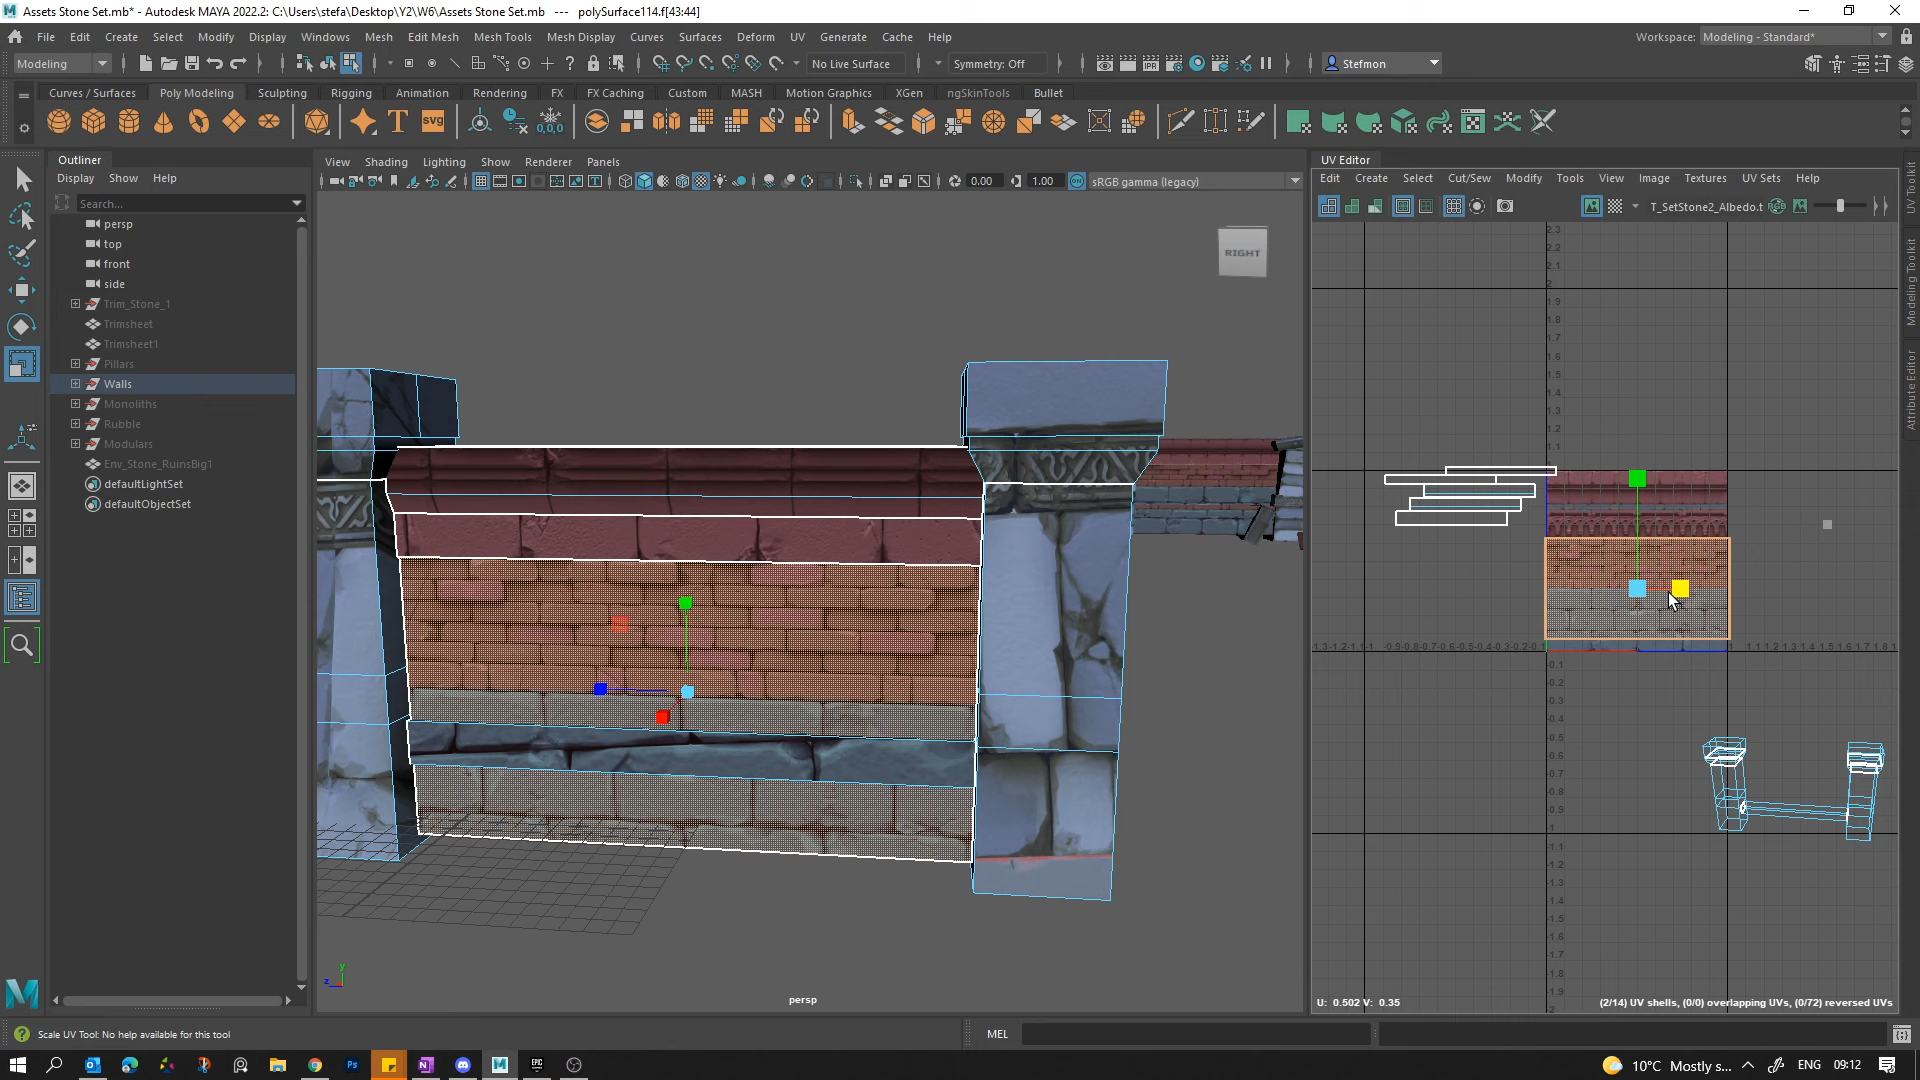 Assets Stone Set.mb* - Autodesk MAYA 2022.2: C:\Users\stefa\Desktop\Y2\W6\Assets Stone Set.mb --- polySurface114.f[43:44]
File Edit Create Select Modify Display Windows Mesh Edit Mesh Mesh Tools Mesh Display Curves Surfaces Deform UV Generate Cache Help
Workspace: Modeling - Standard*
Modeling
No Live Surface
Symmetry: Off
Stefmon
Curves / Surfaces Poly Modeling Sculpting Rigging Animation Rendering FX FX Caching Custom MASH Motion Graphics XGen ngSkinTools Bullet
SVG
0,0,0
Outliner
Display Show Help
Search...
persp
top
front
side
Trim_Stone_1
Trimsheet
Trimsheet1
Pillars
Walls
Monoliths
Rubble
Modulars
Env_Stone_RuinsBig1
defaultLightSet
defaultObjectSet
View Shading Lighting Show Renderer Panels
0.00
1.00
sRGB gamma (legacy)
RIGHT
persp
y
z
UV Editor
Edit Create Select Cut/Sew Modify Tools View Image Textures UV Sets Help
T_SetStone2_Albedo.t
2.3
2.2
2.1
2
1.9
1.8
1.7
1.6
1.5
1.4
1.3
1.2
1.1
1.3-1.2-1.1-1 -0.9-0.8-0.7-0.6-0.5-0.4-0.3-0.2-0.1
1 1.1 1.2 1.3 1.4 1.5 1.6 1.7 1.8 1
-0.1
-0.2
-0.3
-0.4
-0.5
-0.6
-0.7
-0.8
-0.9
-1
-1.1
-1.2
-1.3
-1.4
-1.5
-1.6
-1.7
-1.8
-1.9
U: 0.502 V: 0.35
(2/14) UV shells, (0/0) overlapping UVs, (0/72) reversed UVs
UV Toolkit
Modeling Toolkit
Attribute Editor
Scale UV Tool: No help available for this tool
MEL
10°C Mostly s...
ENG
09:12